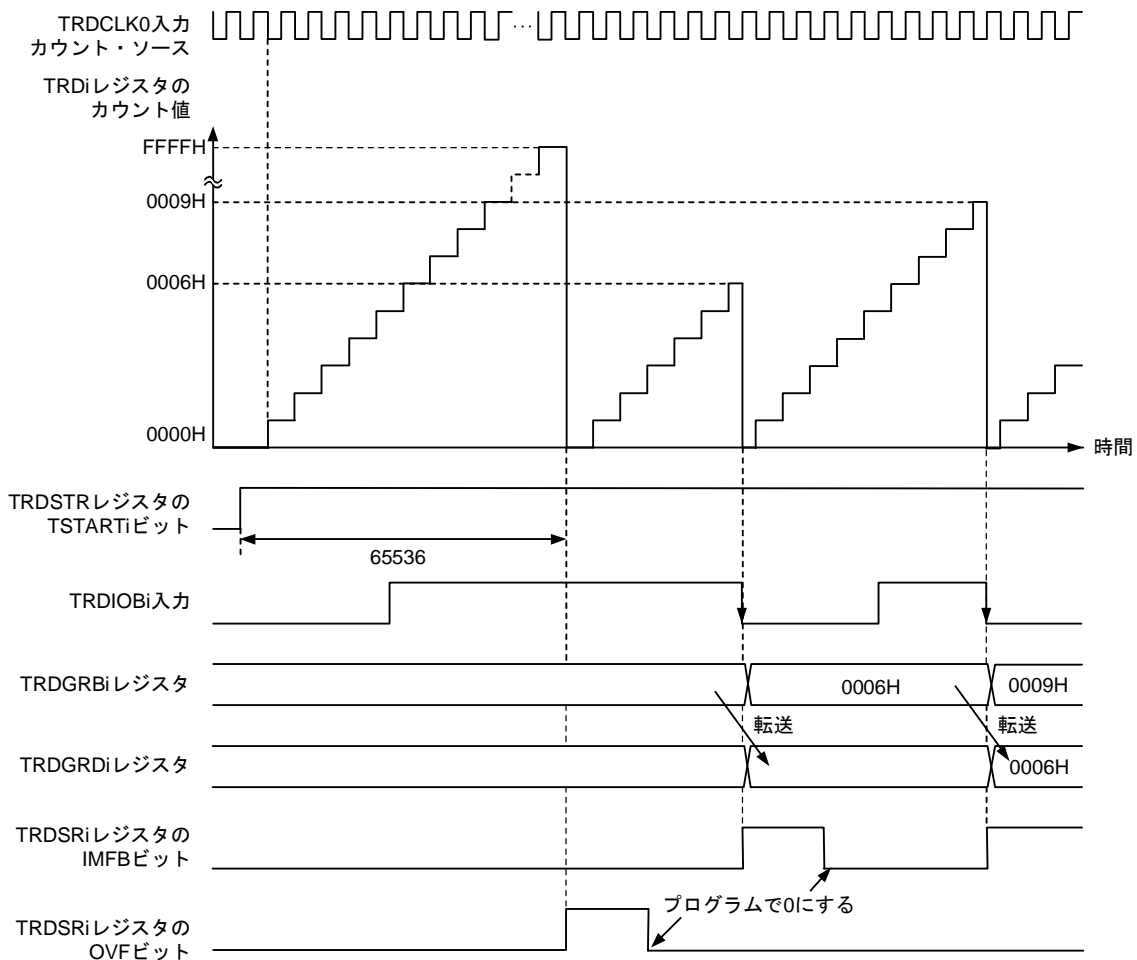 TRDCLK0入力
カウント・ソース
TRDiレジスタの
カウント値
FFFFH
0009H
0006H
0000H
時間
TRDSTRレジスタの
TSTARTiビット
65536
TRDIOBi入力
TRDGRBiレジスタ
0006H
0009H
転送
転送
TRDGRDiレジスタ
0006H
TRDSRiレジスタの
IMFBビット
プログラムで0にする
TRDSRiレジスタの
OVFビット